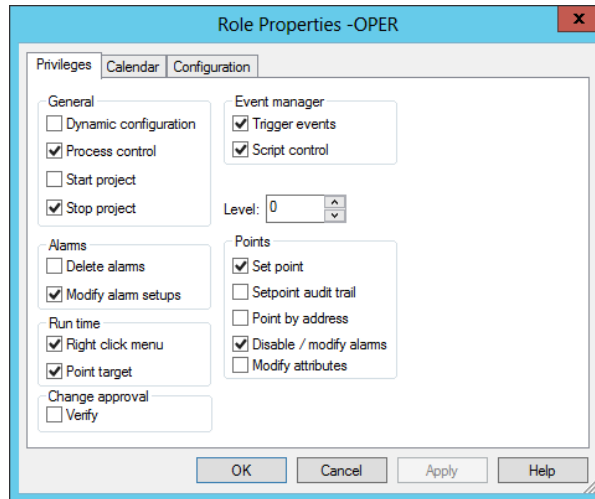 Role Properties -OPER
x
Privileges Calendar Configuration
General
Dynamic configuration
Process control
Start project
Stop project
Event manager
Trigger events
Script control
Level: 0
Alarms
Delete alarms
Modify alarm setups
Points
Set point
Setpoint audit trail
Point by address
Disable / modify alarms
Modify attributes
Run time
Right click menu
Point target
Change approval
Verify
OK Cancel Apply Help